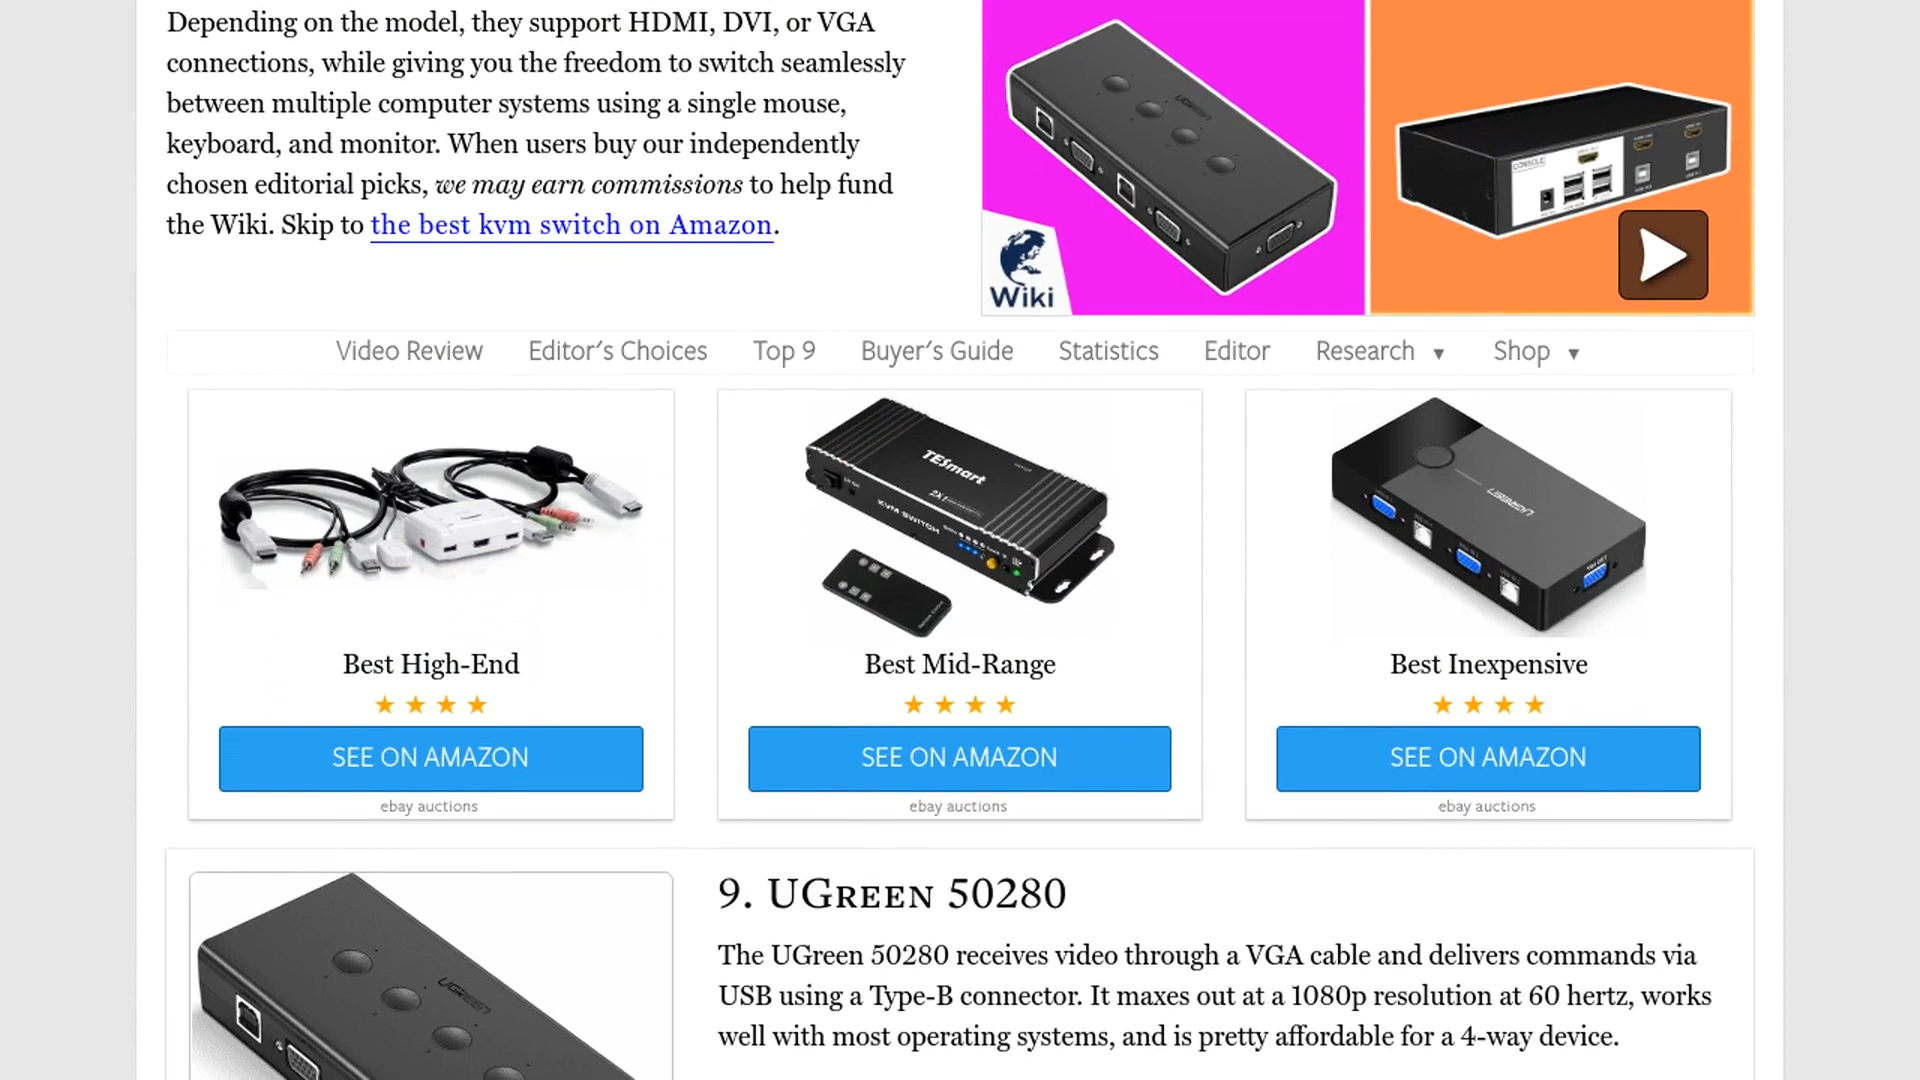 Depending on the model, they support HDMI, DVI, or VGA
connections, while giving you the freedom to switch seamlessly
between multiple computer systems using a single mouse,
keyboard, and monitor. When users buy our independently
chosen editorial picks, we may earn commissions to help fund
the Wiki. Skip to the best kvm switch on Amazon.
UGREEN
CONSOLE
Wiki
Video Review Editor's Choices Top 9 Buyer's Guide Statistics Editor Research ▼ Shop ▼
TESmart
2X1
KVM SWITCH
UGREEN
Best High-End
Best Mid-Range
Best Inexpensive
★ ★ ★ ★
★ ★ ★ ★
★ ★ ★ ★
SEE ON AMAZON
SEE ON AMAZON
SEE ON AMAZON
ebay auctions
ebay auctions
ebay auctions
UGREEN
9. UGREEN 50280
The UGreen 50280 receives video through a VGA cable and delivers commands via
USB using a Type-B connector. It maxes out at a 1080p resolution at 60 hertz, works
well with most operating systems, and is pretty affordable for a 4-way device.